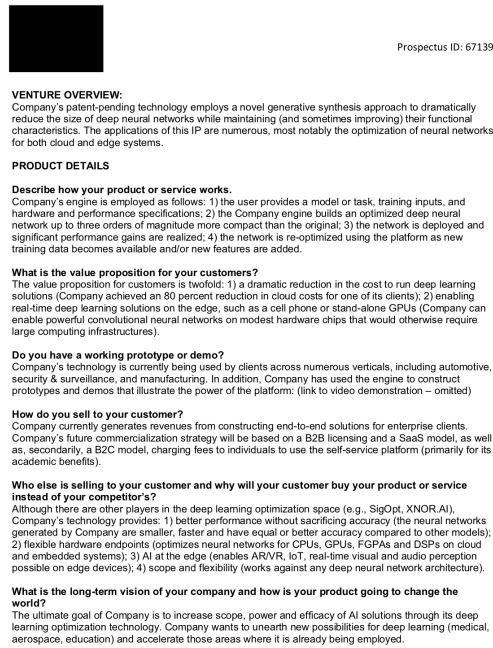 Prospectus ID: 67139
VENTURE OVERVIEW:
Company's patent-pending technology employs a novel generative synthesis approach to dramatically
reduce the size of deep neural networks while maintaining (and sometimes improving) their functional
characteristics. The applications of this IP are numerous, most notably the optimization of neural networks
for both cloud and edge systems.
PRODUCT DETAILS
Describe how your product or service works.
Company's engine is employed as follows: 1) the user provides a model or task, training inputs, and
hardware and performance specifications; 2) the Company engine builds an optimized deep neural
network up to three orders of magnitude more compact than the original; 3) the network is deployed and
significant performance gains are realized; 4) the network is re-optimized using the platform as new
training data becomes available and/or new features are added.
What is the value proposition for your customers?
The value proposition for customers is twofold: 1) a dramatic reduction in the cost to run deep learning
solutions (Company achieved an 80 percent reduction in cloud costs for one of its clients); 2) enabling
real-time deep learning solutions on the edge, such as a cell phone or stand-alone GPUs (Company can
enable powerful convolutional neural networks on modest hardware chips that would otherwise require
large computing infrastructures).
Do you have a working prototype or demo?
Company's technology is currently being used by clients across numerous verticals, including automotive,
security & surveillance, and manufacturing. In addition, Company has used the engine to construct
prototypes and demos that illustrate the power of the platform: (link to video demonstration – omitted)
How do you sell to your customer?
Company currently generates revenues from constructing end-to-end solutions for enterprise clients.
Company's future commercialization strategy will be based on a B2B licensing and a SaaS model, as well
as, secondarily, a B2C model, charging fees to individuals to use the self-service platform (primarily for its
academic benefits).
Who else is selling to your customer and why will your customer buy your product or service
instead of your competitor's?
Although there are other players in the deep learning optimization space (e.g., SigOpt, XNOR.AI),
Company's technology provides: 1) better performance without sacrificing accuracy (the neural networks
generated by Company are smaller, faster and have equal or better accuracy compared to other models);
2) flexible hardware endpoints (optimizes neural networks for CPUs, GPUs, FGPAs and DSPs on cloud
and embedded systems); 3) AI at the edge (enables AR/VR, IoT, real-time visual and audio perception
possible on edge devices); 4) scope and flexibility (works against any deep neural network architecture).
What is the long-term vision of your company and how is your product going to change the
world?
The ultimate goal of Company is to increase scope, power and efficacy of AI solutions through its deep
learning optimization technology. Company wants to unearth new possibilities for deep learning (medical,
aerospace, education) and accelerate those areas where it is already being employed.